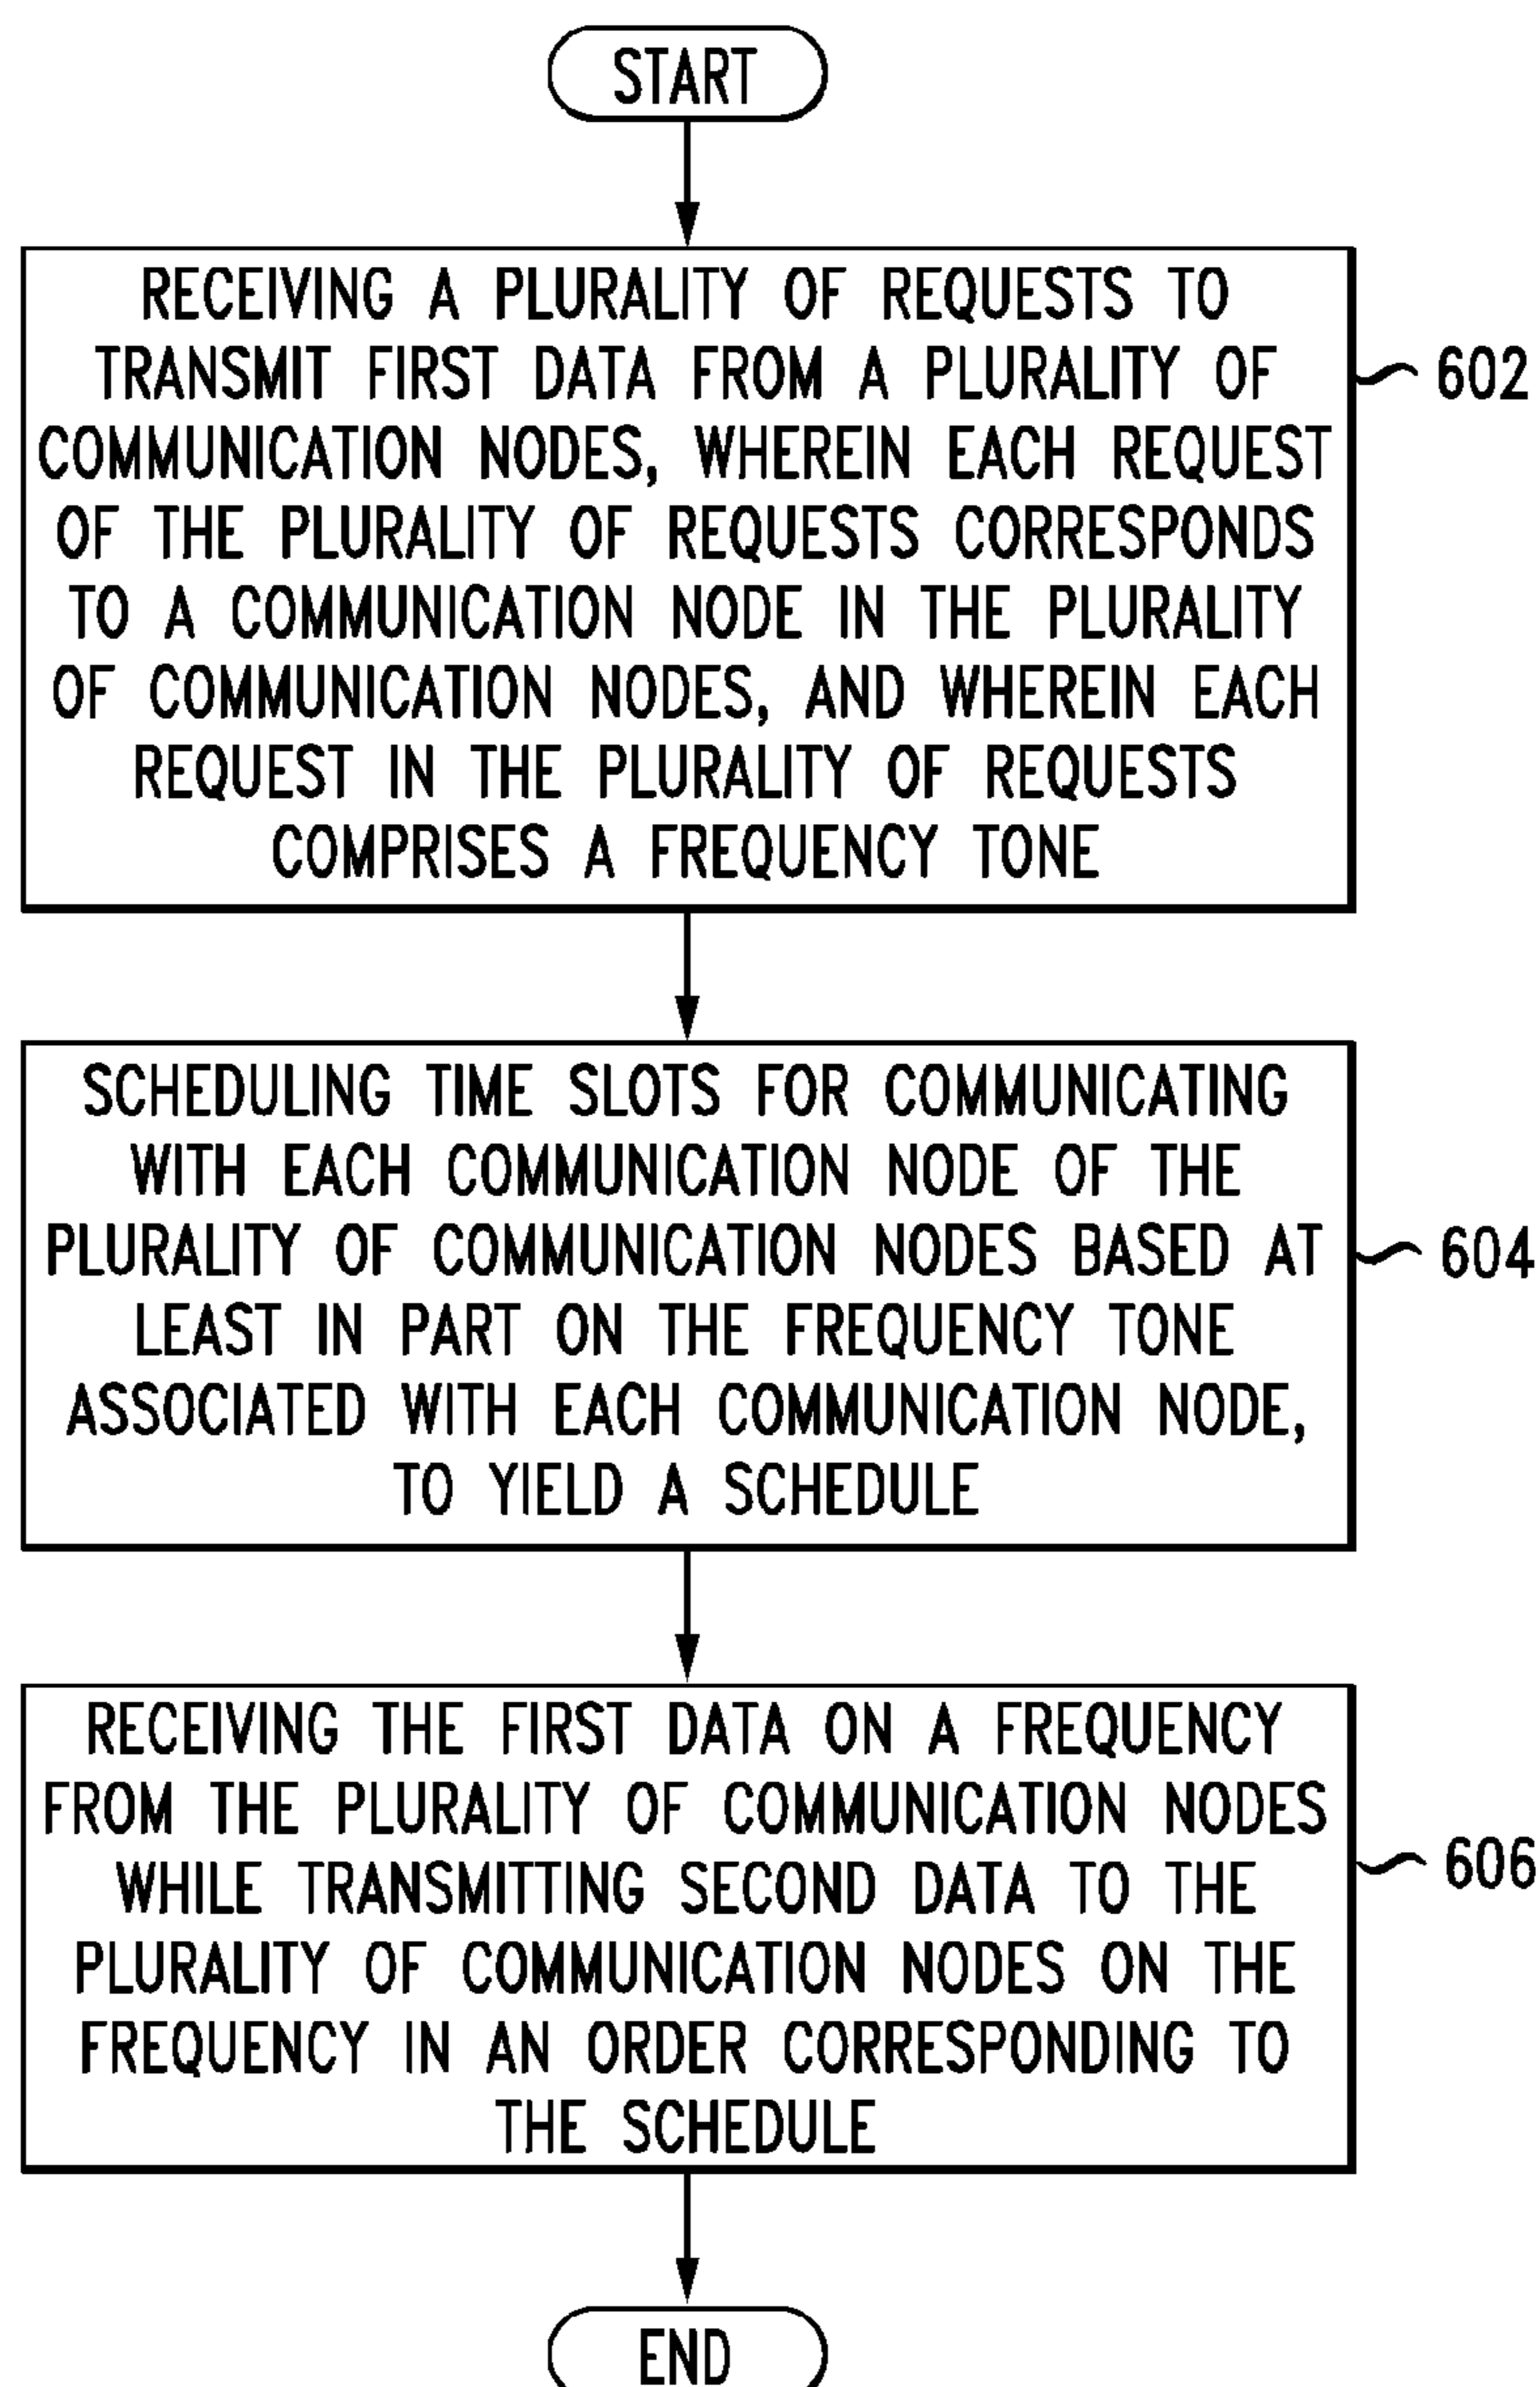 START
RECEIVING A PLURALITY OF REQUESTS TO
TRANSMIT FIRST DATA FROM A PLURALITY OF
COMMUNICATION NODES, WHEREIN EACH REQUEST
OF THE PLURALITY OF REQUESTS CORRESPONDS
TO A COMMUNICATION NODE IN THE PLURALITY
OF COMMUNICATION NODES, AND WHEREIN EACH
REQUEST IN THE PLURALITY OF REQUESTS
COMPRISES A FREQUENCY TONE
602
SCHEDULING TIME SLOTS FOR COMMUNICATING
WITH EACH COMMUNICATION NODE OF THE
PLURALITY OF COMMUNICATION NODES BASED AT
LEAST IN PART ON THE FREQUENCY TONE
ASSOCIATED WITH EACH COMMUNICATION NODE,
TO YIELD A SCHEDULE
604
RECEIVING THE FIRST DATA ON A FREQUENCY
FROM THE PLURALITY OF COMMUNICATION NODES
WHILE TRANSMITTING SECOND DATA TO THE
PLURALITY OF COMMUNICATION NODES ON THE
FREQUENCY IN AN ORDER CORRESPONDING TO
THE SCHEDULE
606
END